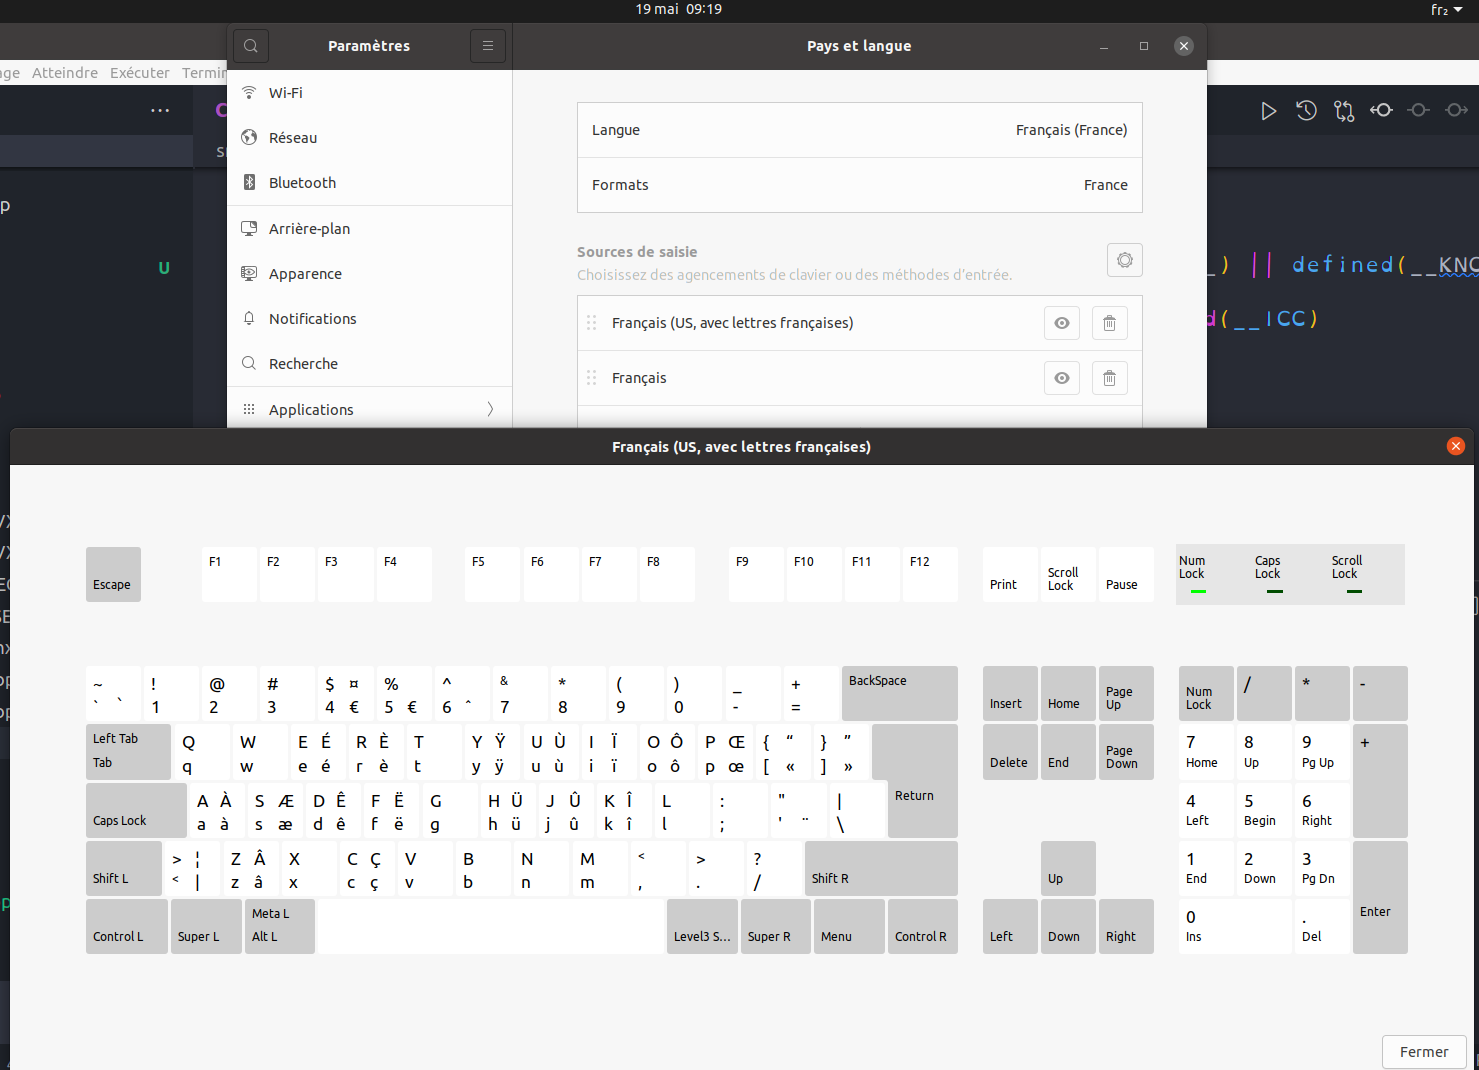 19 mai 09:19
fr₂
Paramètres
Pays et langue
age Atteindre Exécuter Termin
Wi-Fi
Réseau
Bluetooth
Arrière-plan
Apparence
Notifications
Recherche
Applications
Langue Français (France)
Formats France
Sources de saisie
Choisissez des agencements de clavier ou des méthodes d’entrée.
Français (US, avec lettres françaises)
Français
p
U
_) || defined(__KNC
d(__ICC)
Français (US, avec lettres françaises)
Escape F1 F2 F3 F4 F5 F6 F7 F8 F9 F10 F11 F12 Print Scroll Lock Pause Num Lock Caps Lock Scroll Lock
~ ! @ # $ ¤ % ^ & * ( ) _ + BackSpace
` ` 1 2 3 4 € 5 € 6 ^ 7 8 9 0 - =
Insert Home Page Up Num Lock / * -
Left Tab Q W E É R È T Y Ÿ U Ù I Ï O Ô P Œ { “ } ”
Tab q w e é r è t y ÿ u ù i ï o ô p œ [ « ] »
Return
Delete End Page Down 7 Home 8 Up 9 Pg Up +
Caps Lock A À S Æ D Ê F Ë G H Ü J Û K Î L : " |
a à s æ d ê f ë g h ü j û k î l ; ' ¨ \
4 Left 5 Begin 6 Right
Shift L > ¦ Z Â X C Ç V B N M < > ? Shift R
< | z â x c ç v b n m , . /
Up 1 End 2 Down 3 Pg Dn Enter
Control L Super L Meta L Alt L Level3 S... Super R Menu Control R
Left Down Right 0 Ins . Del
Fermer